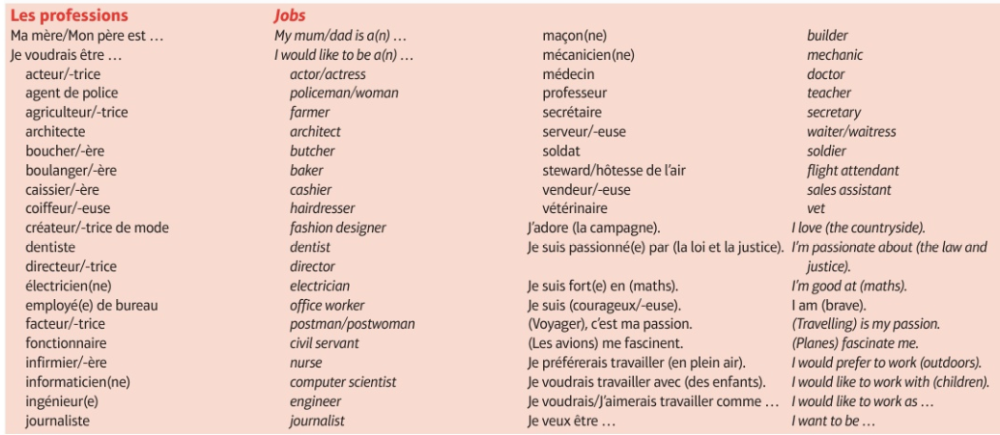 Les professions Jobs
Ma mère/Mon père est … My mum/dad is a(n) …
Je voudrais être … I would like to be a(n) …
acteur/-trice actor/actress
agent de police policeman/woman
agriculteur/-trice farmer
architecte architect
boucher/-ère butcher
boulanger/-ère baker
caissier/-ère cashier
coiffeur/-euse hairdresser
créateur/-trice de mode fashion designer
dentiste dentist
directeur/-trice director
électricien(ne) electrician
employé(e) de bureau office worker
facteur/-trice postman/postwoman
fonctionnaire civil servant
infirmier/-ère nurse
informaticien(ne) computer scientist
ingénieur(e) engineer
journaliste journalist
maçon(ne) builder
mécanicien(ne) mechanic
médecin doctor
professeur teacher
secrétaire secretary
serveur/-euse waiter/waitress
soldat soldier
steward/hôtesse de l'air flight attendant
vendeur/-euse sales assistant
vétérinaire vet
J'adore (la campagne). I love (the countryside).
Je suis passionné(e) par (la loi et la justice). I'm passionate about (the law and
justice).
Je suis fort(e) en (maths). I'm good at (maths).
Je suis (courageux/-euse). I am (brave).
(Voyager), c'est ma passion. (Travelling) is my passion.
(Les avions) me fascinent. (Planes) fascinate me.
Je préférerais travailler (en plein air). I would prefer to work (outdoors).
Je voudrais travailler avec (des enfants). I would like to work with (children).
Je voudrais/J'aimerais travailler comme … I would like to work as …
Je veux être … I want to be …